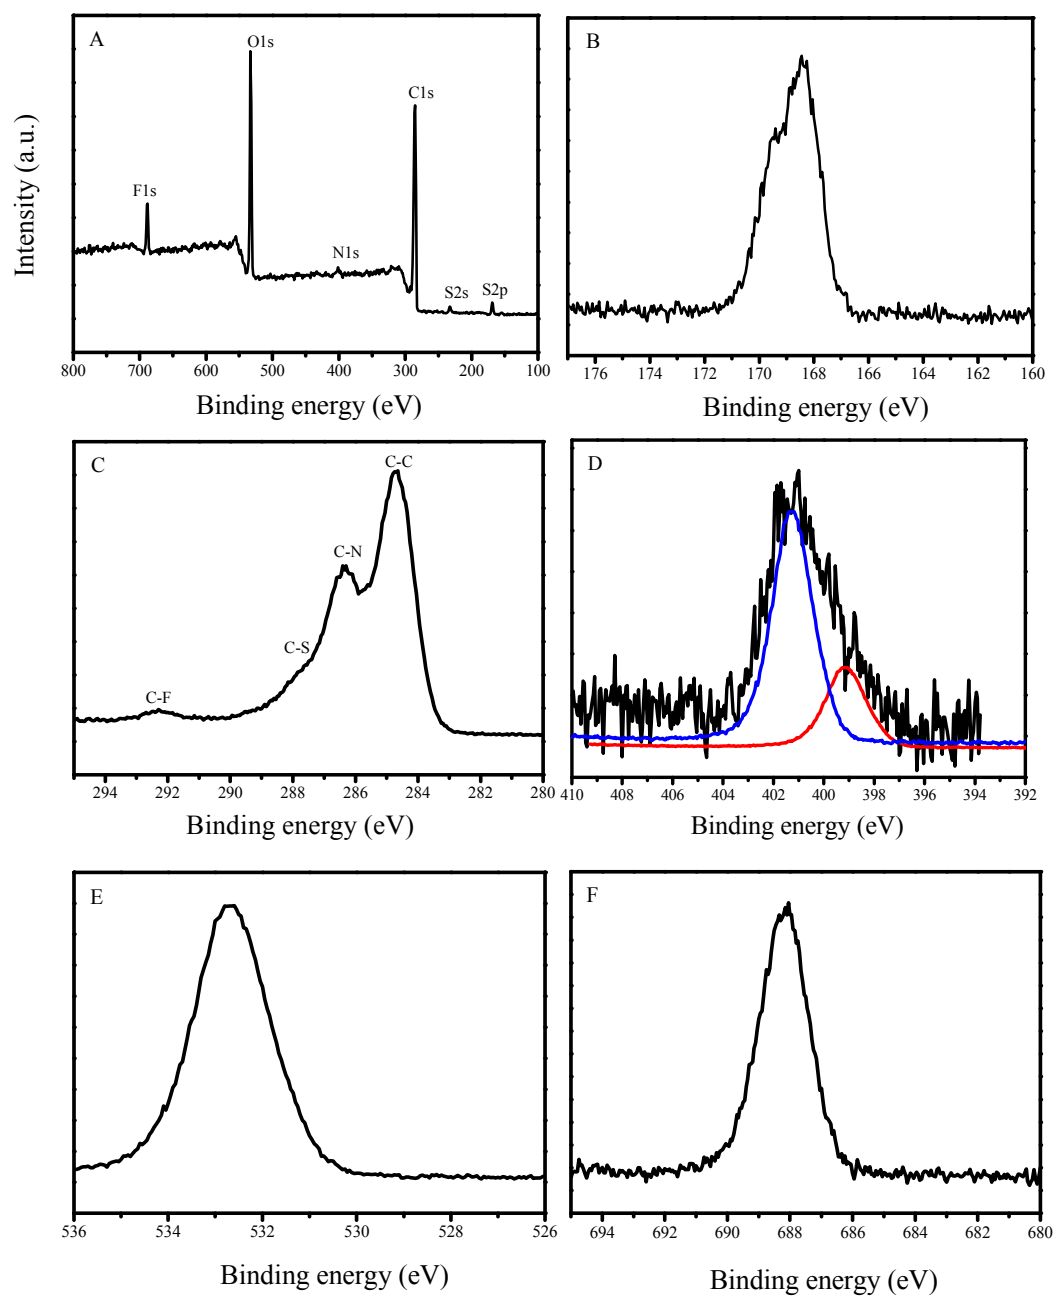 A
O1s
C1s
F1s
N1s
S2s
S2p
Intensity (a.u.)
800 700 600 500 400 300 200 100
Binding energy (eV)
B
176 174 172 170 168 166 164 162 160
Binding energy (eV)
C
C-C
C-N
C-S
C-F
294 292 290 288 286 284 282 280
Binding energy (eV)
D
410 408 406 404 402 400 398 396 394 392
Binding energy (eV)
E
536 534 532 530 528 526
Binding energy (eV)
F
694 692 690 688 686 684 682 680
Binding energy (eV)